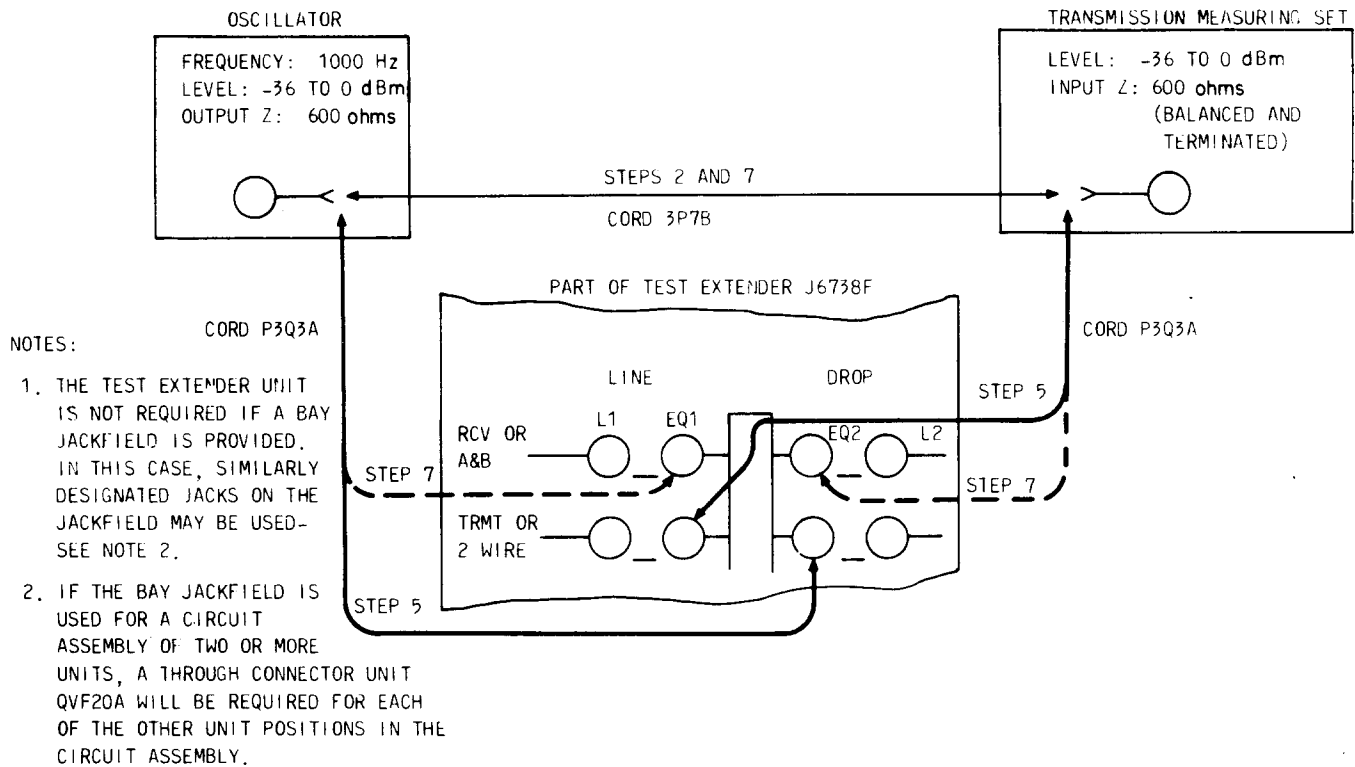 OSCILLATOR
FREQUENCY: 1000 Hz
LEVEL: -36 TO 0 dBm
OUTPUT Z: 600 ohms
TRANSMISSION MEASURING SET
LEVEL: -36 TO 0 dBm
INPUT Z: 600 ohms
(BALANCED AND
TERMINATED)
STEPS 2 AND 7
CORD 3P7B
PART OF TEST EXTENDER J6738F
CORD P3Q3A
CORD P3Q3A
LINE
DROP
STEP 5
L1
EQ1
EQ2
L2
RCV OR
A&B
STEP 7
STEP 7
TRMT OR
2 WIRE
STEP 5
NOTES:
1. THE TEST EXTENDER UNIT
IS NOT REQUIRED IF A BAY
JACKFIELD IS PROVIDED.
IN THIS CASE, SIMILARLY
DESIGNATED JACKS ON THE
JACKFIELD MAY BE USED-
SEE NOTE 2.
2. IF THE BAY JACKFIELD IS
USED FOR A CIRCUIT
ASSEMBLY OF TWO OR MORE
UNITS, A THROUGH CONNECTOR UNIT
QVF20A WILL BE REQUIRED FOR EACH
OF THE OTHER UNIT POSITIONS IN THE
CIRCUIT ASSEMBLY.